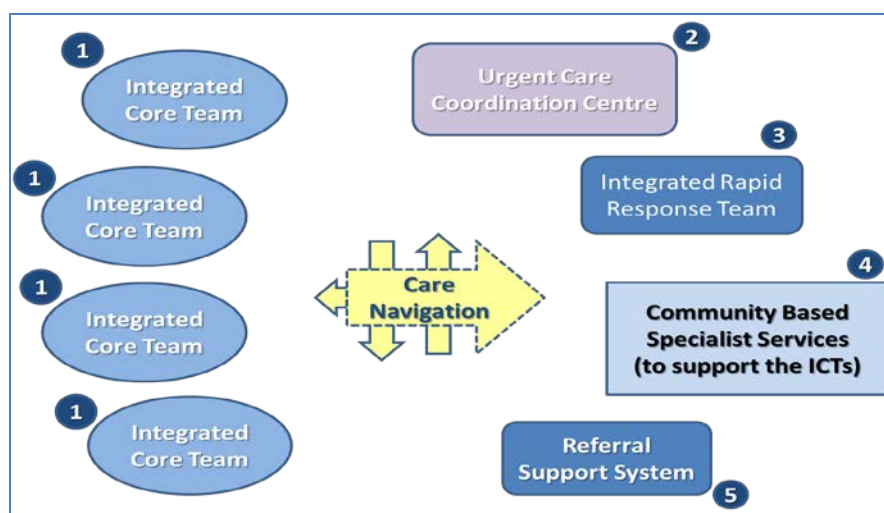 1
Integrated
Core Team
2
Urgent Care
Coordination Centre
1
Integrated
Core Team
3
Integrated Rapid
Response Team
Care
Navigation
1
Integrated
Core Team
4
Community Based
Specialist Services
(to support the ICTs)
1
Integrated
Core Team
Referral
Support System
5